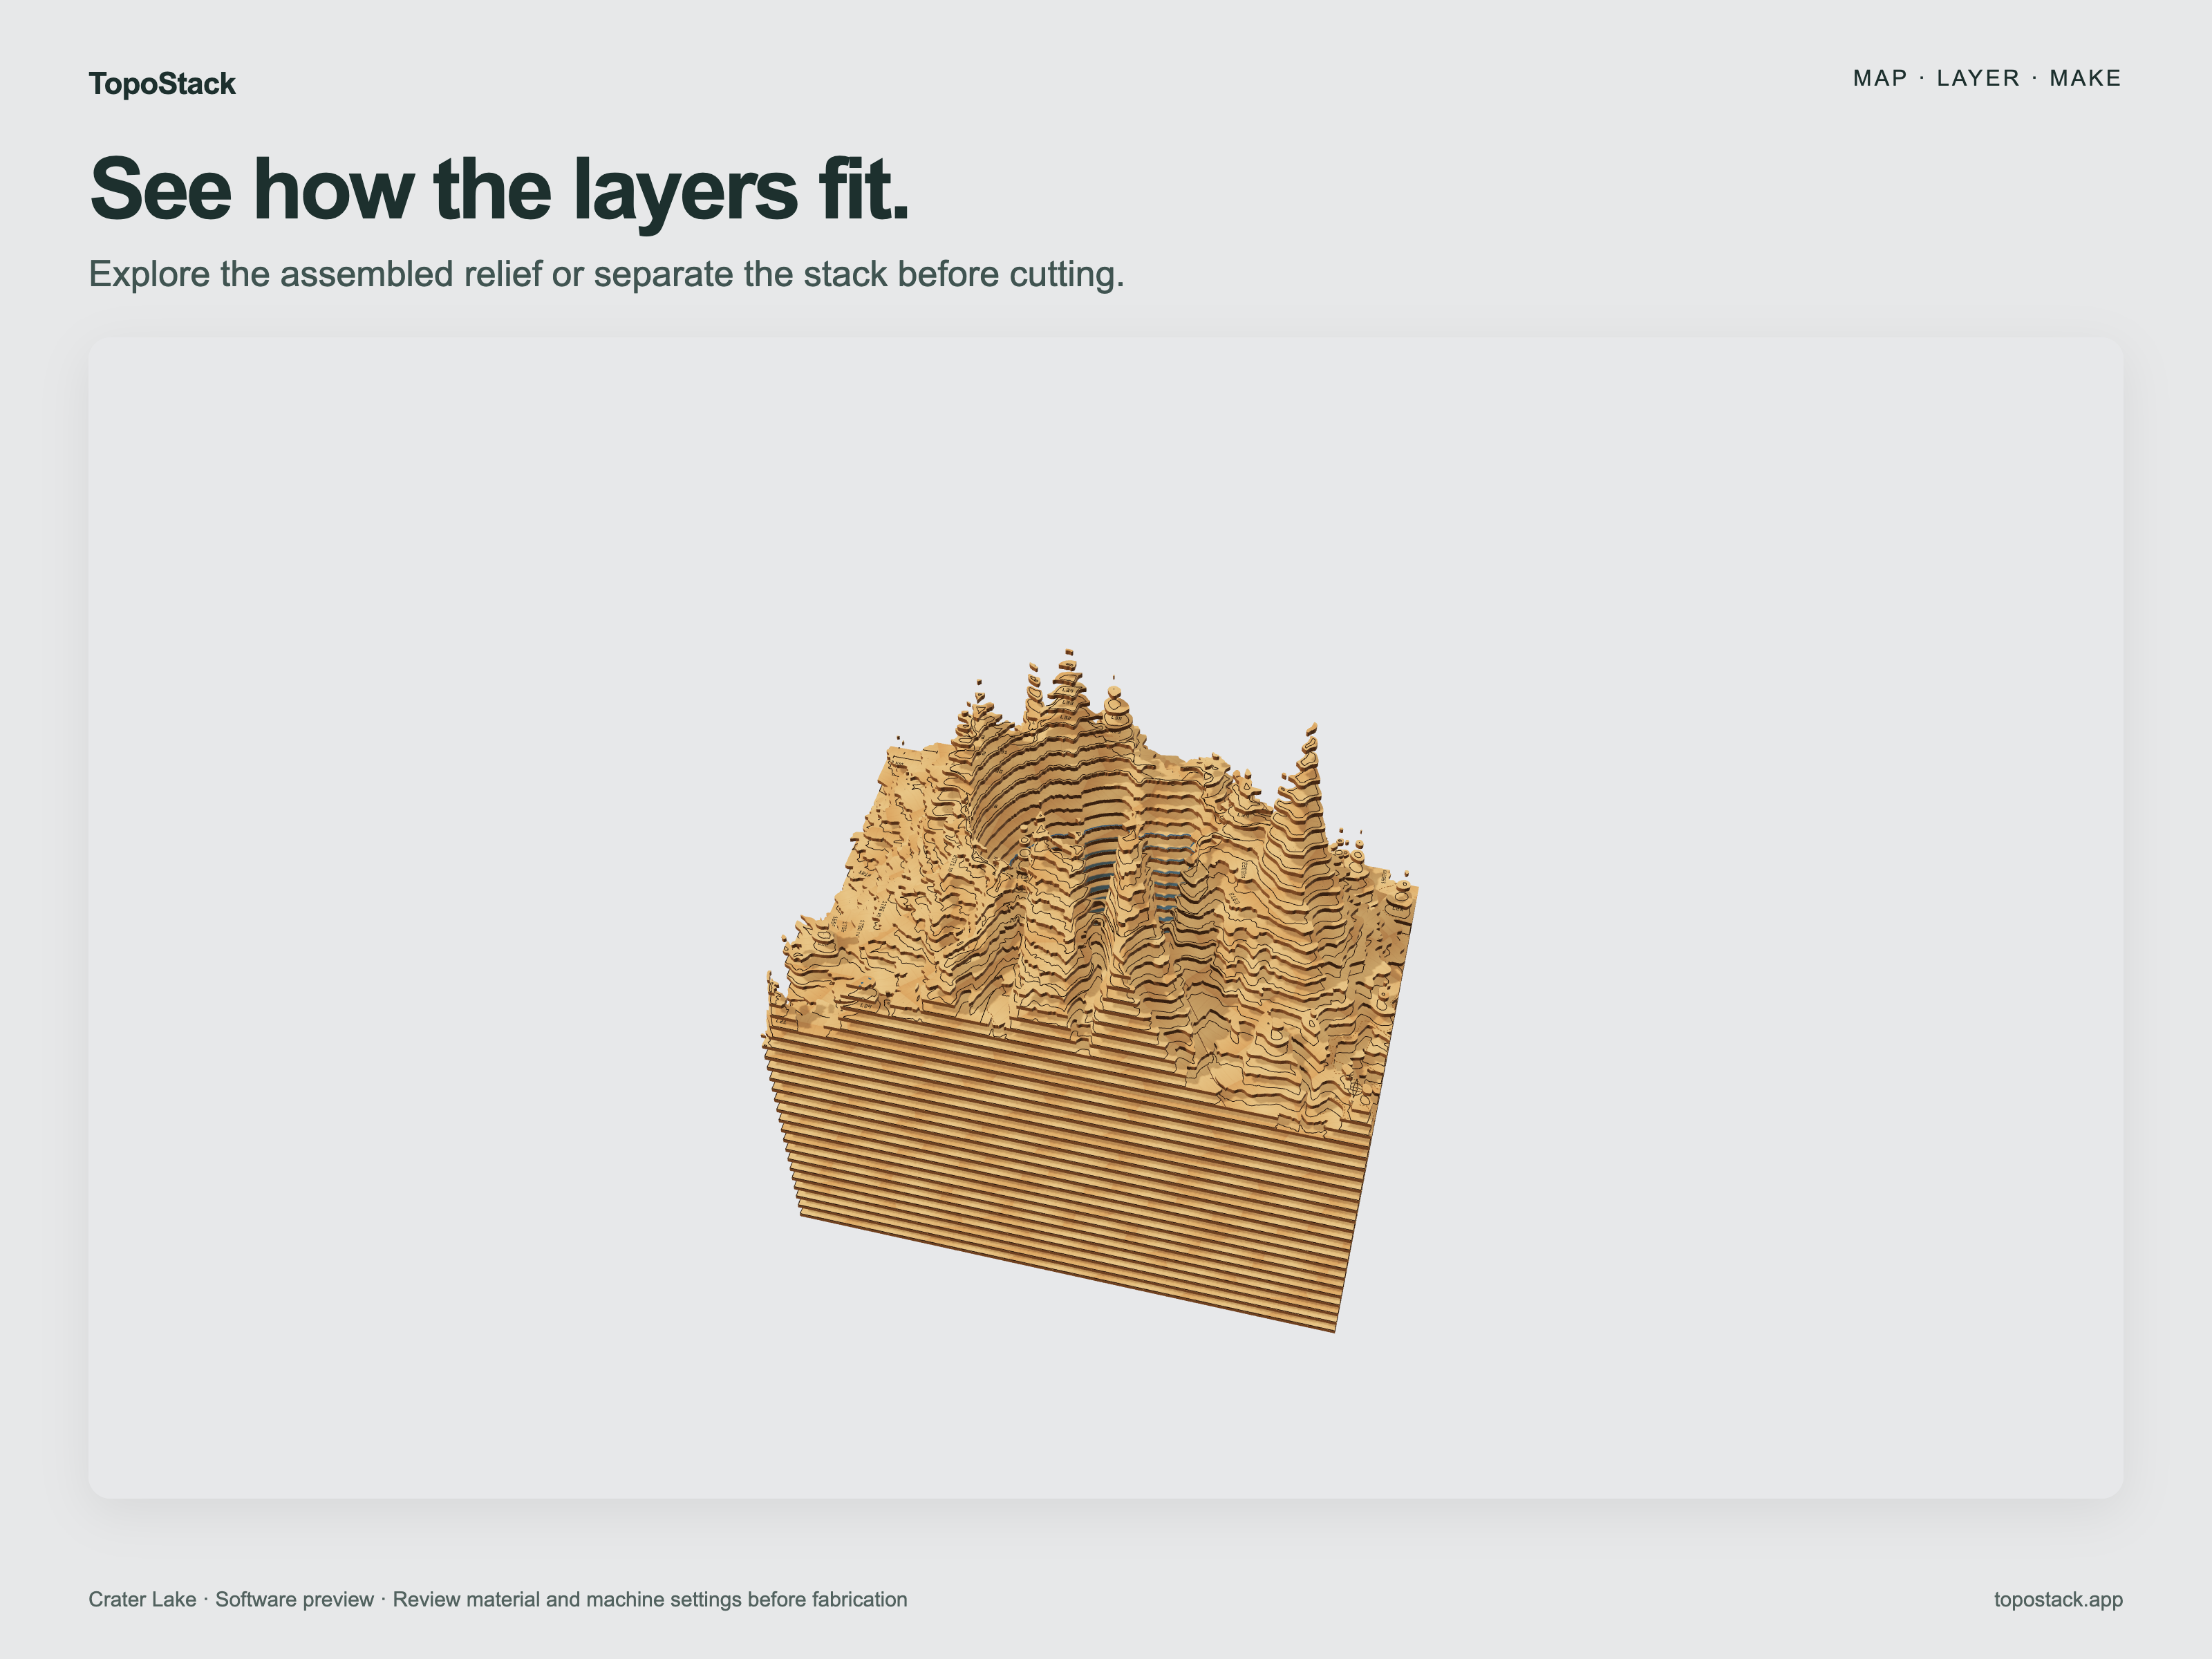 TopoStack
MAP · LAYER · MAKE
See how the layers fit.
Explore the assembled relief or separate the stack before cutting.
Crater Lake · Software preview · Review material and machine settings before fabrication
topostack.app